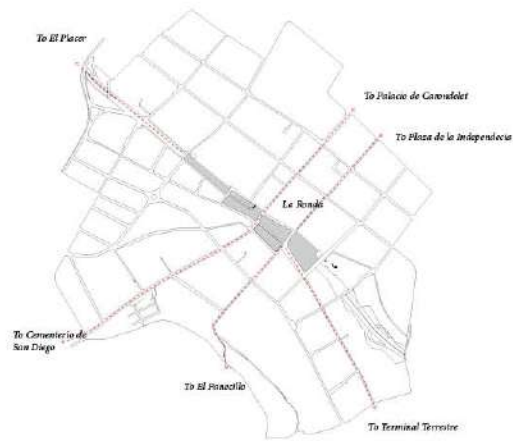 To El Placer
To Palacio de Carondelet
To Plaza de la Independecia
La Ronda
To Cementerio de
San Diego
To El Panecillo
To Terminal Terrestre